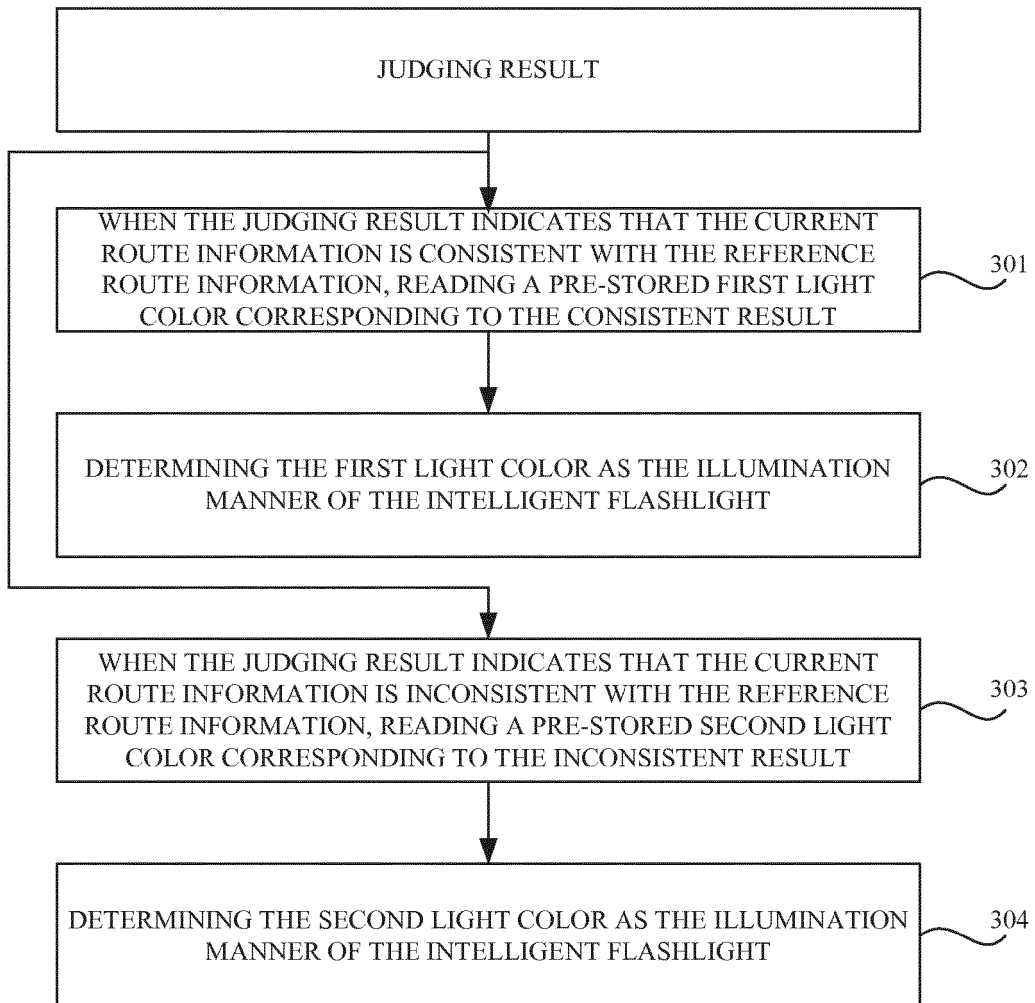 JUDGING RESULT
WHEN THE JUDGING RESULT INDICATES THAT THE CURRENT
ROUTE INFORMATION IS CONSISTENT WITH THE REFERENCE
ROUTE INFORMATION, READING A PRE-STORED FIRST LIGHT
COLOR CORRESPONDING TO THE CONSISTENT RESULT
301
DETERMINING THE FIRST LIGHT COLOR AS THE ILLUMINATION
MANNER OF THE INTELLIGENT FLASHLIGHT
302
WHEN THE JUDGING RESULT INDICATES THAT THE CURRENT
ROUTE INFORMATION IS INCONSISTENT WITH THE REFERENCE
ROUTE INFORMATION, READING A PRE-STORED SECOND LIGHT
COLOR CORRESPONDING TO THE INCONSISTENT RESULT
303
DETERMINING THE SECOND LIGHT COLOR AS THE ILLUMINATION
MANNER OF THE INTELLIGENT FLASHLIGHT
304